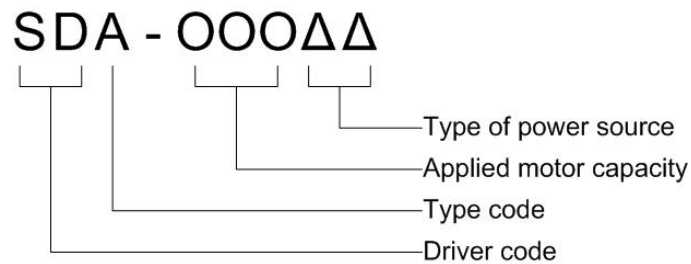 SDA - OOOΔΔ
Type of power source
Applied motor capacity
Type code
Driver code